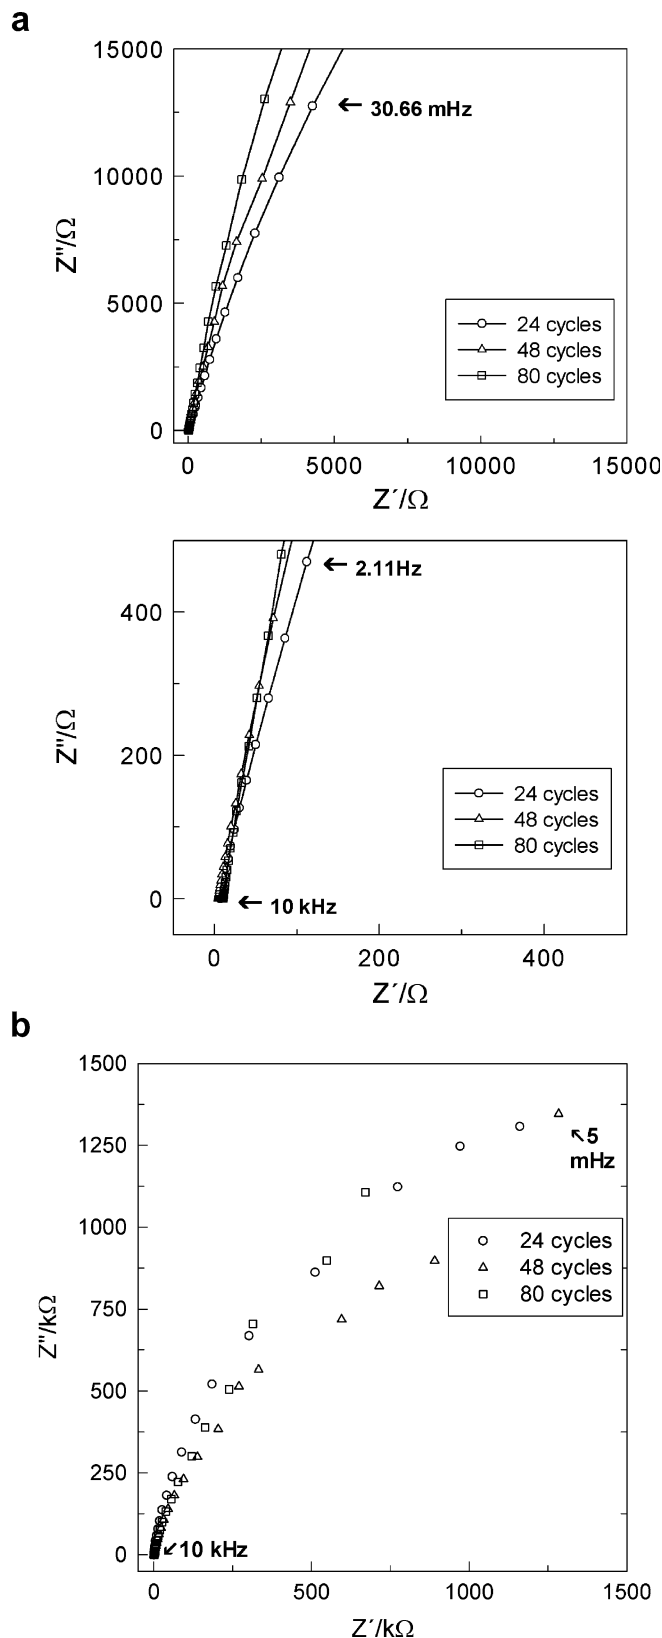 a
15000
10000
5000
0
Z''/Ω
30.66 mHz
24 cycles
48 cycles
80 cycles
0 5000 10000 15000
Z´/Ω
400
200
0
Z''/Ω
2.11Hz
24 cycles
48 cycles
80 cycles
10 kHz
0 200 400
Z´/Ω
b
1500
1250
1000
750
500
250
0
Z''/kΩ
5
mHz
24 cycles
48 cycles
80 cycles
10 kHz
0 500 1000 1500
Z´/kΩ